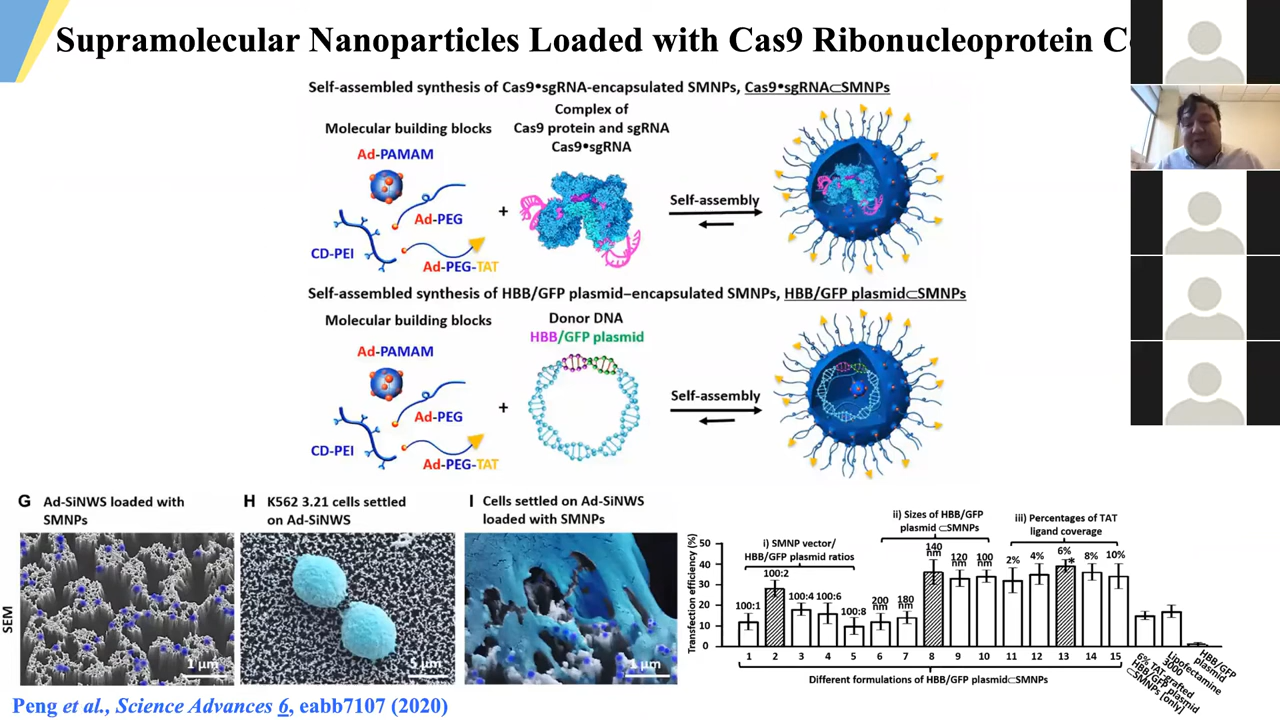 Supramolecular Nanoparticles Loaded with Cas9 Ribonucleoprotein
Self-assembled synthesis of Cas9•sgRNA-encapsulated SMNPs, Cas9•sgRNA⊂SMNPs
Molecular building blocks
Complex of
Cas9 protein and sgRNA
Cas9•sgRNA
Ad-PAMAM
Ad-PEG
CD-PEI
Ad-PEG-TAT
+
Self-assembly
Self-assembled synthesis of HBB/GFP plasmid–encapsulated SMNPs, HBB/GFP plasmid⊂SMNPs
Molecular building blocks
Donor DNA
HBB/GFP plasmid
Ad-PAMAM
Ad-PEG
CD-PEI
Ad-PEG-TAT
+
Self-assembly
G Ad-SiNWS loaded with
SMNPs
H K562 3.21 cells settled
on Ad-SiNWS
I Cells settled on Ad-SiNWS
loaded with SMNPs
SEM
1 μm
5 μm
1 μm
Transfection efficiency (%)
50
40
30
20
10
0
i) SMNP vector/
HBB/GFP plasmid ratios
ii) Sizes of HBB/GFP
plasmid ⊂SMNPs
iii) Percentages of TAT
ligand coverage
100:1
100:2
100:4
100:6
100:8
200
nm
180
nm
140
nm
120
nm
100
nm
2%
4%
6%
*
8%
10%
1 2 3 4 5 6 7 8 9 10 11 12 13 14 15
Different formulations of HBB/GFP plasmid⊂SMNPs
6% TAT-grafted
HBB/GFP plasmid
⊂SMNPs [only]
Lipofectamine
3000
HBB/GFP
plasmid
Peng et al., Science Advances 6, eabb7107 (2020)